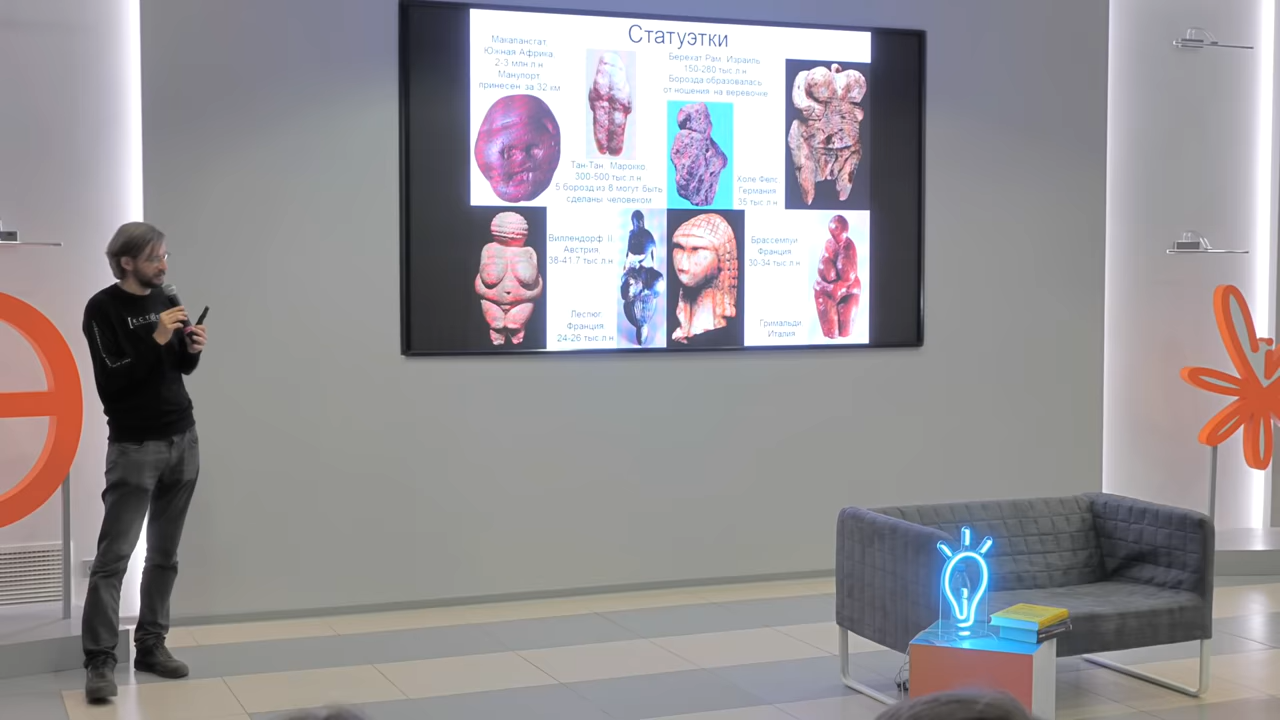 Статуэтки
Макапансгат.
Южная Африка
2-3 млн л н
Манупорт
принесен за 32 км
Тан-Тан. Марокко.
300-500 тыс л н
5 борозд из 8 могут быть
сделаны человеком
Берекат Рам. Израиль.
150-280 тыс л н
Борозда образовалась
от ношения на веревочке
Холе Фелс.
Германия
35 тыс л н
Виллендорф II.
Австрия.
38-41.7 тыс л н
Леспюг.
Франция.
24-26 тыс л н
Брассемпуи.
Франция
30-34 тыс л н
Гримальди.
Италия